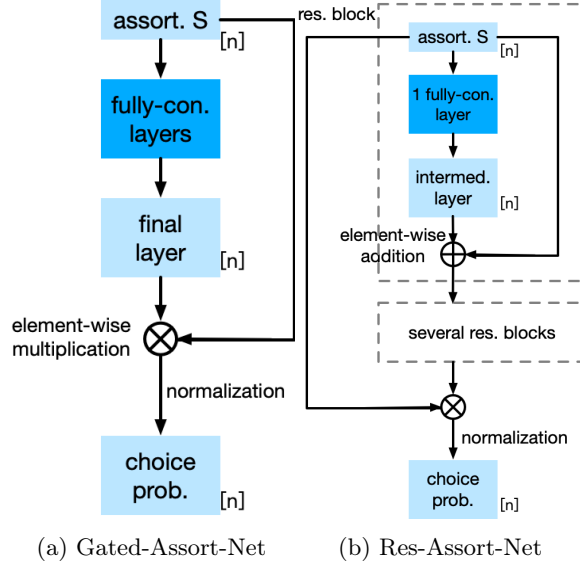 assort. S
[n]
fully-con.
layers
final
layer
[n]
element-wise
multiplication
normalization
choice
prob.
[n]
(a) Gated-Assort-Net
res. block
assort. S
[n]
1 fully-con.
layer
intermed.
layer
[n]
element-wise
addition
several res. blocks
normalization
choice
prob.
[n]
(b) Res-Assort-Net